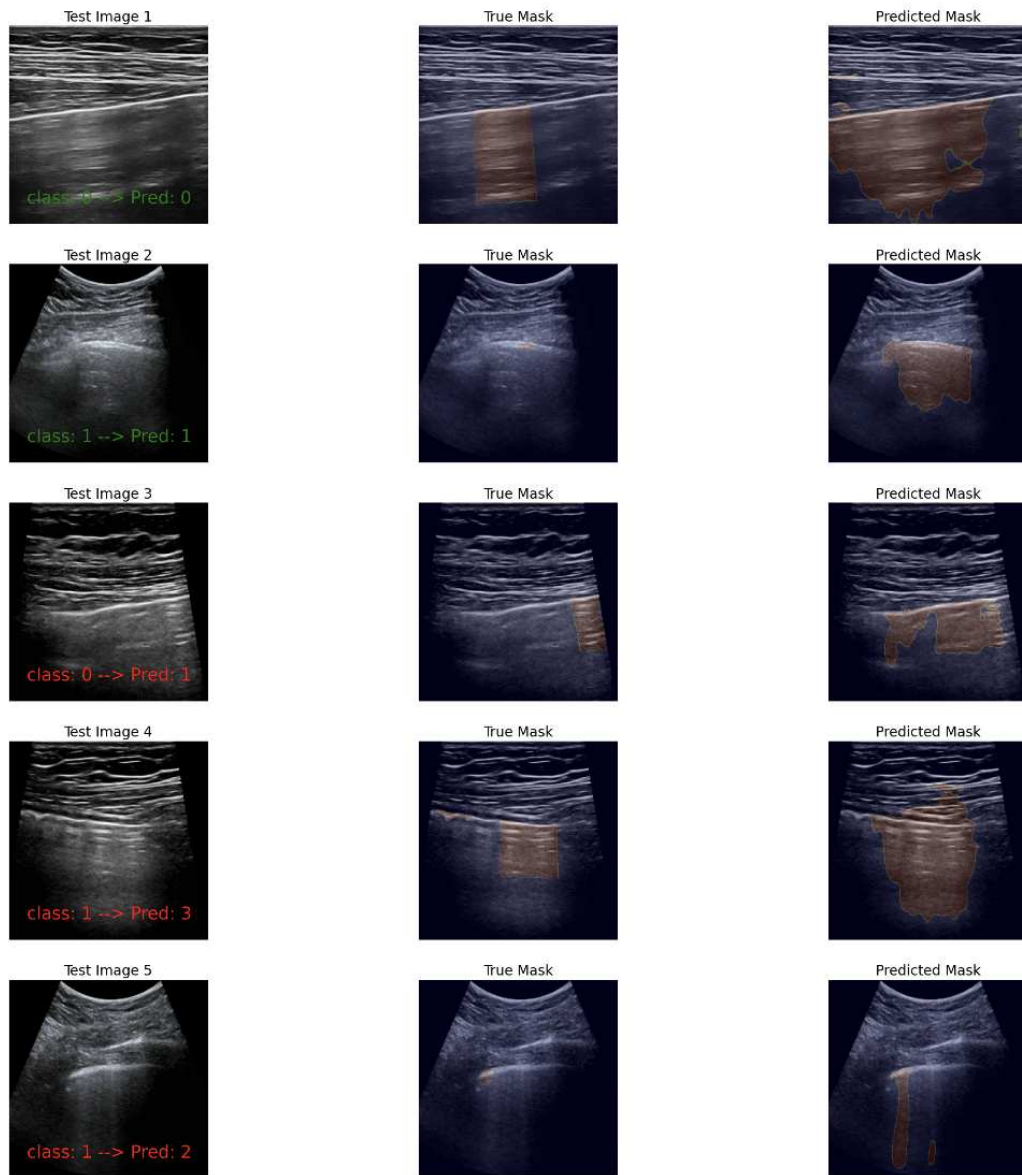 Test Image 1
True Mask
Predicted Mask
class: 0 --> Pred: 0
Test Image 2
True Mask
Predicted Mask
class: 1 --> Pred: 1
Test Image 3
True Mask
Predicted Mask
class: 0 --> Pred: 1
Test Image 4
True Mask
Predicted Mask
class: 1 --> Pred: 3
Test Image 5
True Mask
Predicted Mask
class: 1 --> Pred: 2